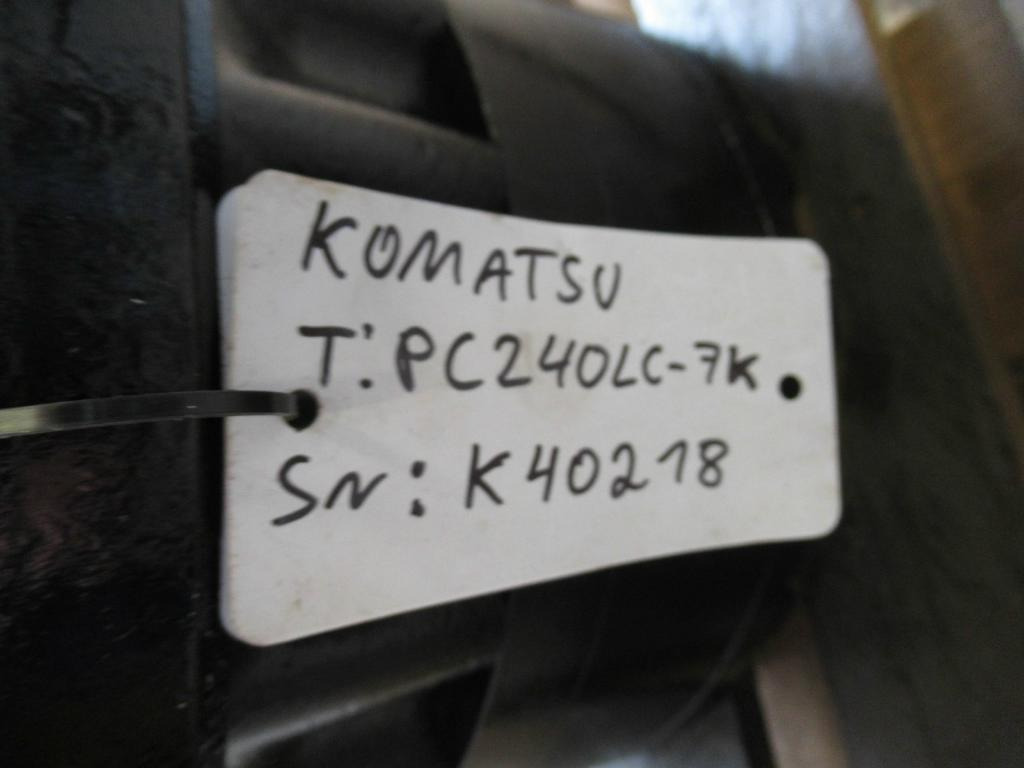 KOMATSU
T: PC240LC-7K
SN: K40218